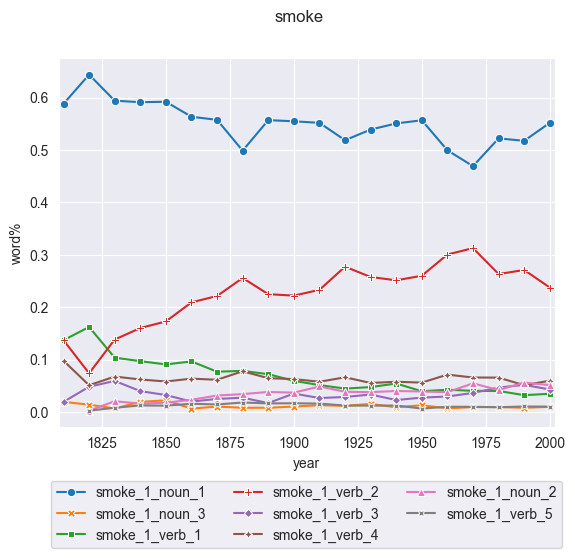 smoke
0.6
0.5
0.4
0.3
0.2
0.1
0.0
word%
1825 1850 1875 1900 1925 1950 1975 2000
year
smoke_1_noun_1 smoke_1_verb_2 smoke_1_noun_2
smoke_1_noun_3 smoke_1_verb_3 smoke_1_verb_5
smoke_1_verb_1 smoke_1_verb_4